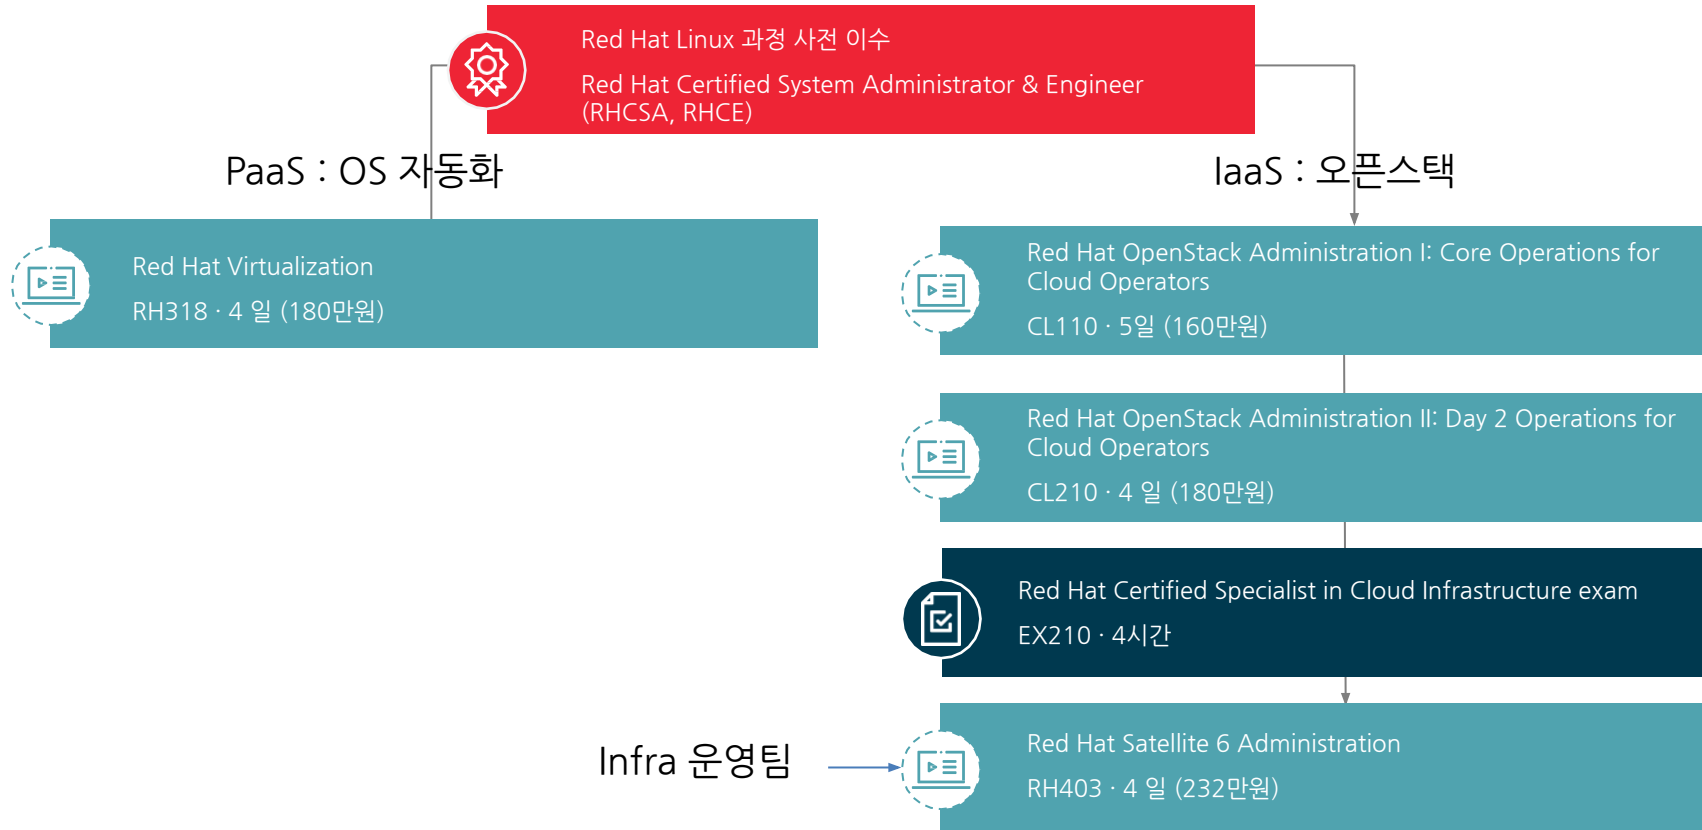 Red Hat Linux 과정 사전 이수
Red Hat Certified System Administrator & Engineer
(RHCSA, RHCE)
PaaS : OS 자동화
IaaS : 오픈스택
Red Hat Virtualization
RH318 · 4 일 (180만원)
Red Hat OpenStack Administration I: Core Operations for
Cloud Operators
CL110 · 5일 (160만원)
Red Hat OpenStack Administration II: Day 2 Operations for
Cloud Operators
CL210 · 4 일 (180만원)
Red Hat Certified Specialist in Cloud Infrastructure exam
EX210 · 4시간
Infra 운영팀
Red Hat Satellite 6 Administration
RH403 · 4 일 (232만원)